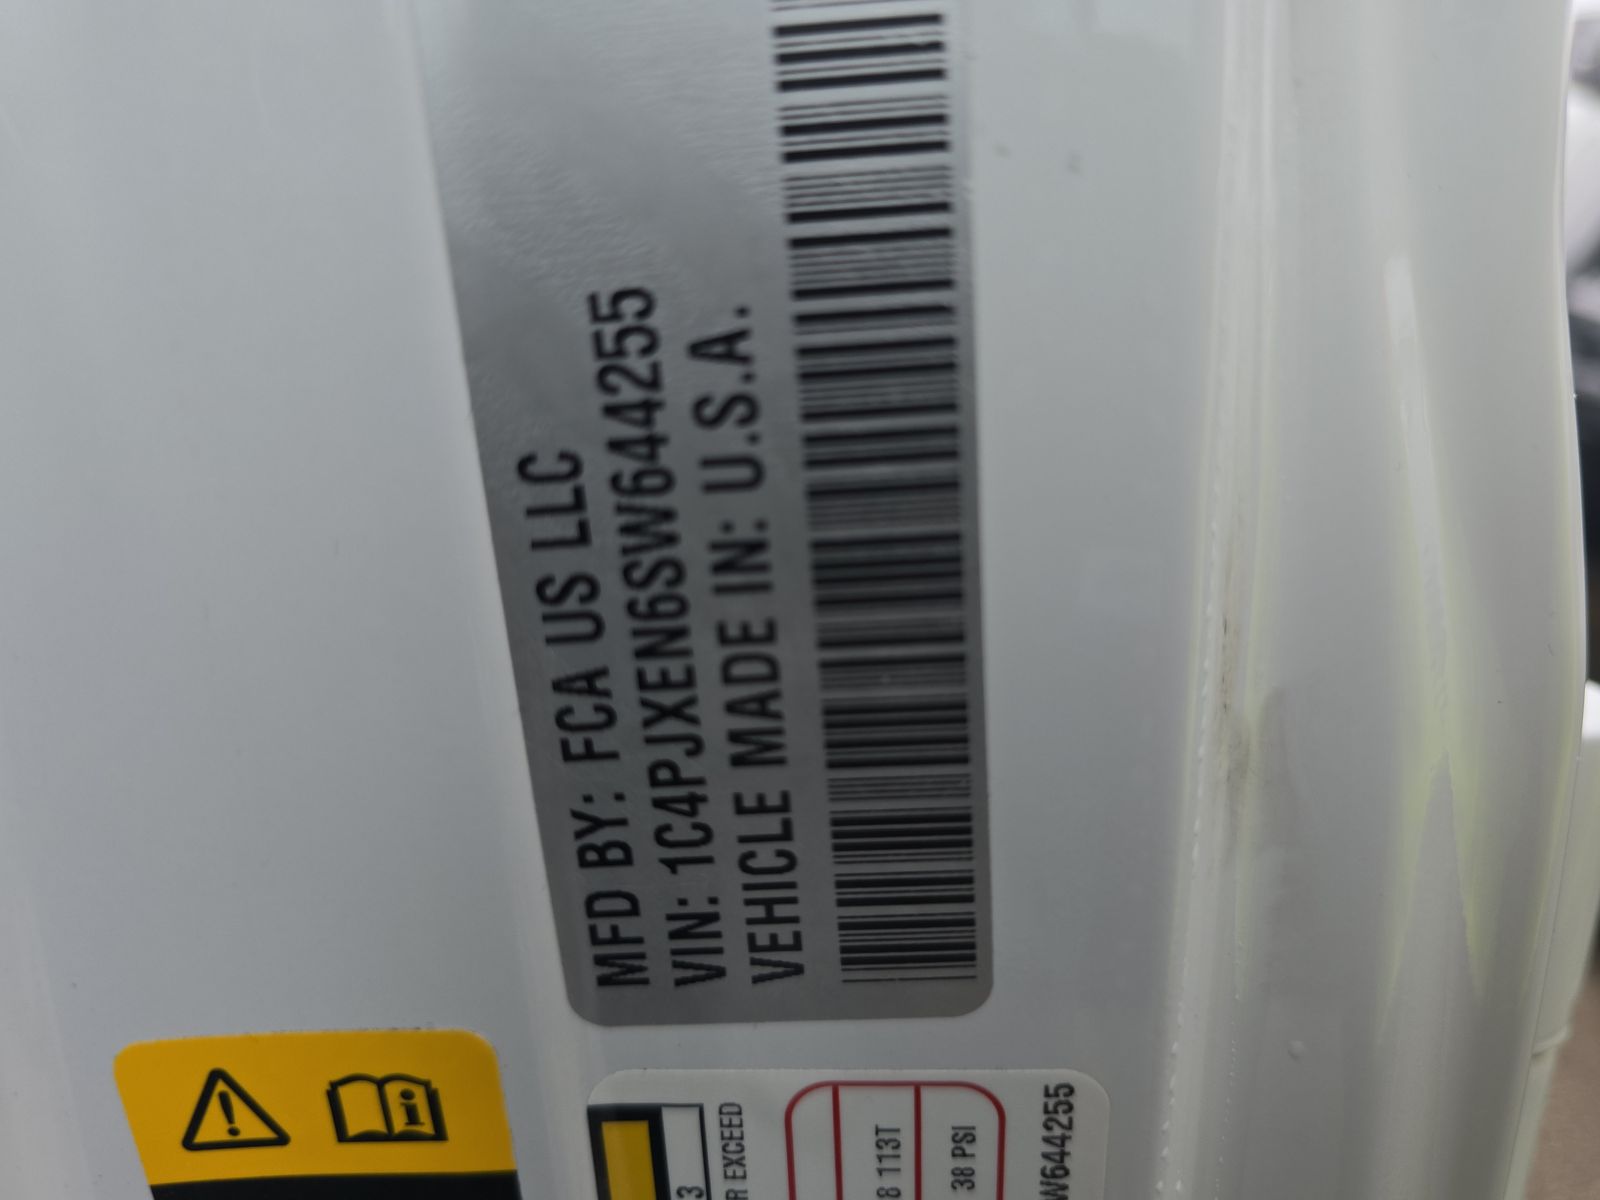 MFD BY: FCA US LLC
VIN: 1C4PJXEN6SW644255
VEHICLE MADE IN: U.S.A.
3
R EXCEED
8 113T
38 PSI
W644255